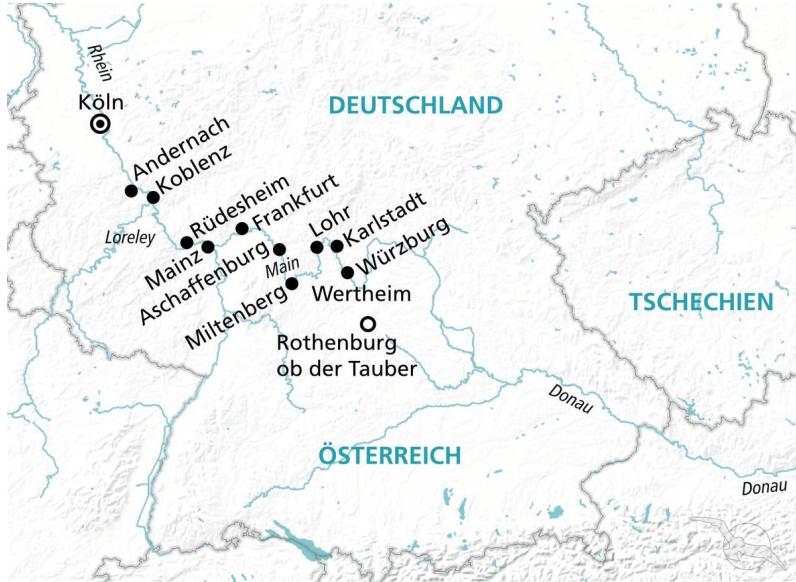 Rhein
Köln
DEUTSCHLAND
Andernach
Koblenz
Rüdesheim
Frankfurt
Loreley
Lohr
Karlstadt
Mainz
Aschaffenburg
Main
Würzburg
Miltenberg
Wertheim
TSCHECHIEN
Rothenburg
ob der Tauber
Donau
ÖSTERREICH
Donau